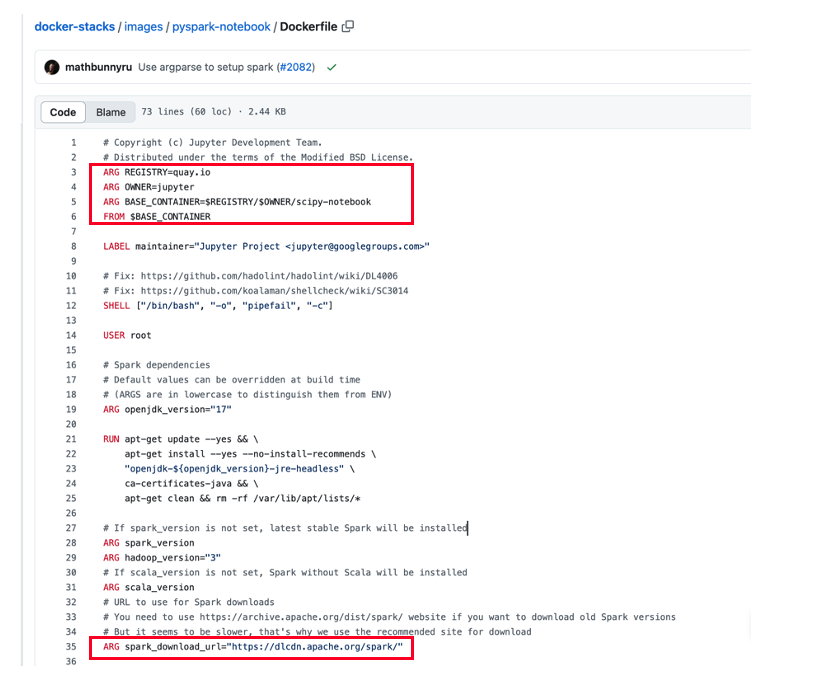 docker-stacks / images / pyspark-notebook / Dockerfile
mathbunnyru Use argparse to setup spark (#2082)
Code Blame 73 lines (60 loc) · 2.44 KB
1 # Copyright (c) Jupyter Development Team.
2 # Distributed under the terms of the Modified BSD License.
3 ARG REGISTRY=quay.io
4 ARG OWNER=jupyter
5 ARG BASE_CONTAINER=$REGISTRY/$OWNER/scipy-notebook
6 FROM $BASE_CONTAINER
7
8 LABEL maintainer="Jupyter Project <jupyter@googlegroups.com>"
9
10 # Fix: https://github.com/hadolint/hadolint/wiki/DL4006
11 # Fix: https://github.com/koalaman/shellcheck/wiki/SC3014
12 SHELL ["/bin/bash", "-o", "pipefail", "-c"]
13
14 USER root
15
16 # Spark dependencies
17 # Default values can be overridden at build time
18 # (ARGS are in lowercase to distinguish them from ENV)
19 ARG openjdk_version="17"
20
21 RUN apt-get update --yes && \
22 apt-get install --yes --no-install-recommends \
23 "openjdk-${openjdk_version}-jre-headless" \
24 ca-certificates-java && \
25 apt-get clean && rm -rf /var/lib/apt/lists/*
26
27 # If spark_version is not set, latest stable Spark will be installed
28 ARG spark_version
29 ARG hadoop_version="3"
30 # If scala_version is not set, Spark without Scala will be installed
31 ARG scala_version
32 # URL to use for Spark downloads
33 # You need to use https://archive.apache.org/dist/spark/ website if you want to download old Spark versions
34 # But it seems to be slower, that's why we use the recommended site for download
35 ARG spark_download_url="https://dlcdn.apache.org/spark/"
36